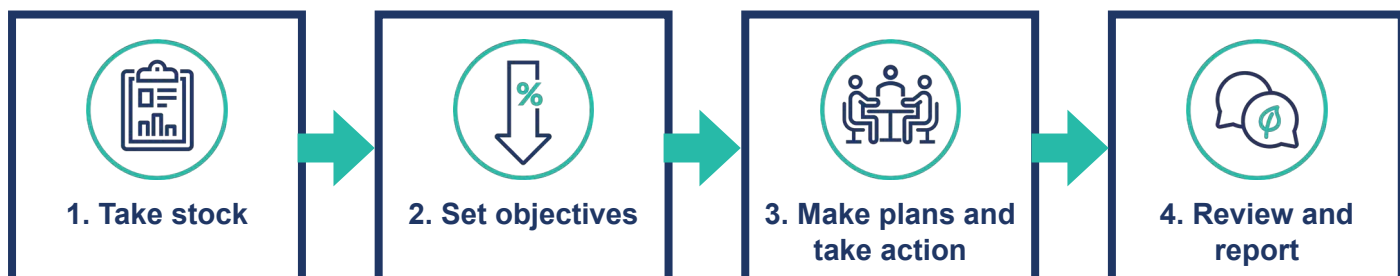 %
1. Take stock
2. Set objectives
3. Make plans and
take action
4. Review and
report